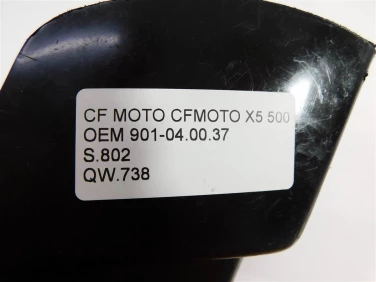 CF MOTO CFMOTO X5 500
OEM 901-04.00.37
S.802
QW.738